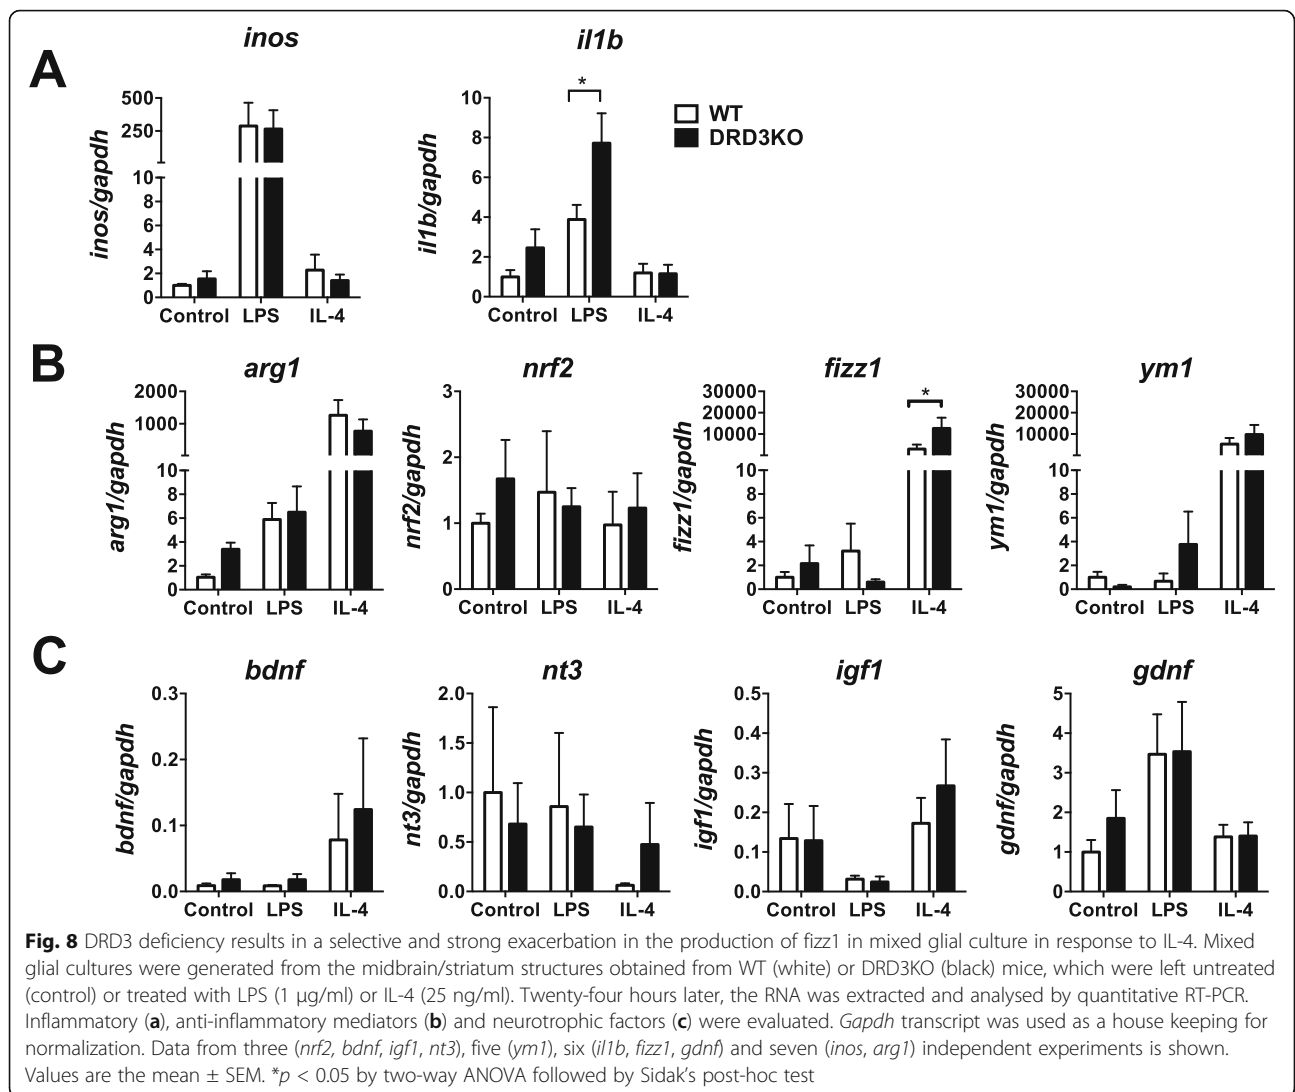 A
inos
il1b
inos/gapdh
500
250
10
8
6
4
2
0
Control LPS IL-4
il1b/gapdh
10
8
6
4
2
0
*
Control LPS IL-4
WT
DRD3KO
B
arg1
nrf2
fizz1
ym1
arg1/gapdh
2000
1000
10
8
6
4
2
0
Control LPS IL-4
nrf2/gapdh
3
2
1
0
Control LPS IL-4
fizz1/gapdh
30000
20000
10000
10
8
6
4
2
0
*
Control LPS IL-4
ym1/gapdh
30000
20000
10000
10
8
6
4
2
0
Control LPS IL-4
C
bdnf
nt3
igf1
gdnf
bdnf/gapdh
0.3
0.2
0.1
0.0
Control LPS IL-4
nt3/gapdh
2.0
1.5
1.0
0.5
0.0
Control LPS IL-4
igf1/gapdh
0.5
0.4
0.3
0.2
0.1
0.0
Control LPS IL-4
gdnf/gapdh
5
4
3
2
1
0
Control LPS IL-4
Fig. 8 DRD3 deficiency results in a selective and strong exacerbation in the production of fizz1 in mixed glial culture in response to IL-4. Mixed
glial cultures were generated from the midbrain/striatum structures obtained from WT (white) or DRD3KO (black) mice, which were left untreated
(control) or treated with LPS (1 μg/ml) or IL-4 (25 ng/ml). Twenty-four hours later, the RNA was extracted and analysed by quantitative RT-PCR.
Inflammatory (a), anti-inflammatory mediators (b) and neurotrophic factors (c) were evaluated. Gapdh transcript was used as a house keeping for
normalization. Data from three (nrf2, bdnf, igf1, nt3), five (ym1), six (il1b, fizz1, gdnf) and seven (inos, arg1) independent experiments is shown.
Values are the mean ± SEM. *p < 0.05 by two-way ANOVA followed by Sidak's post-hoc test